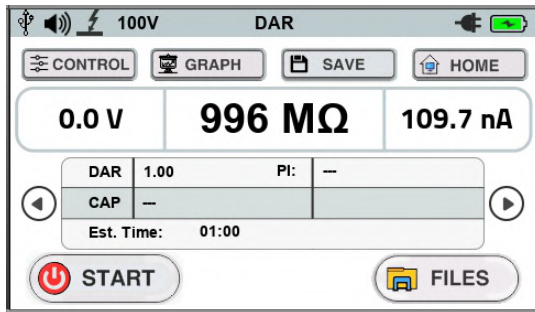 100V DAR
CONTROL GRAPH SAVE HOME
0.0 V 996 MΩ 109.7 nA
DAR 1.00 PI: ---
CAP ---
Est. Time: 01:00
START FILES